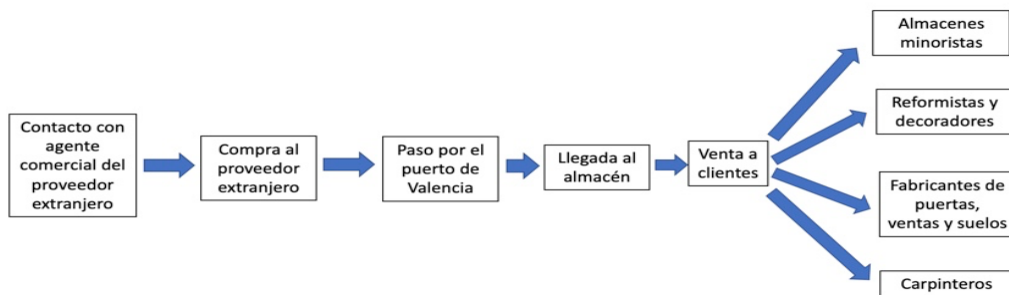 Contacto con
agente
comercial del
proveedor
extranjero
Compra al
proveedor
extranjero
Paso por el
puerto de
Valencia
Llegada al
almacén
Venta a
clientes
Almacenes
minoristas
Reformistas y
decoradores
Fabricantes de
puertas,
ventas y suelos
Carpinteros